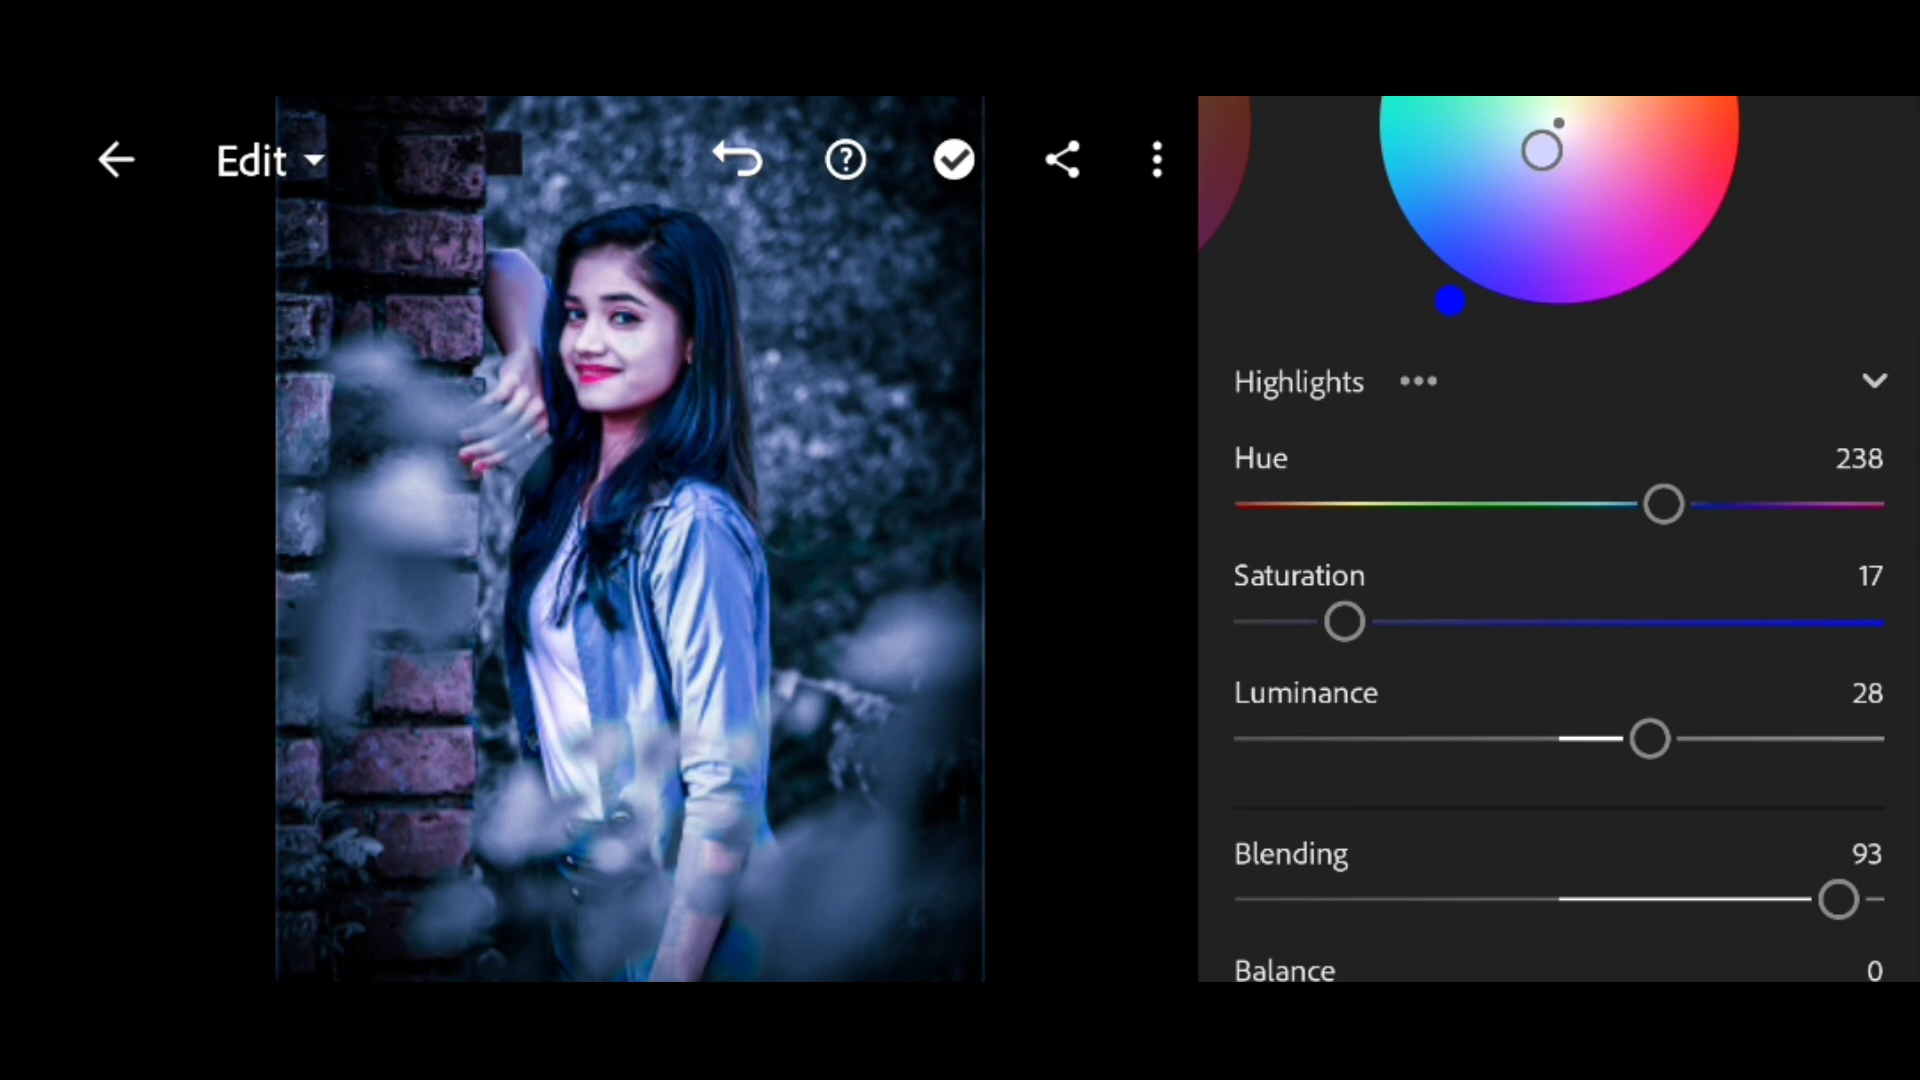 Edit
Highlights
Hue 238
Saturation 17
Luminance 28
Blending 93
Balance 0